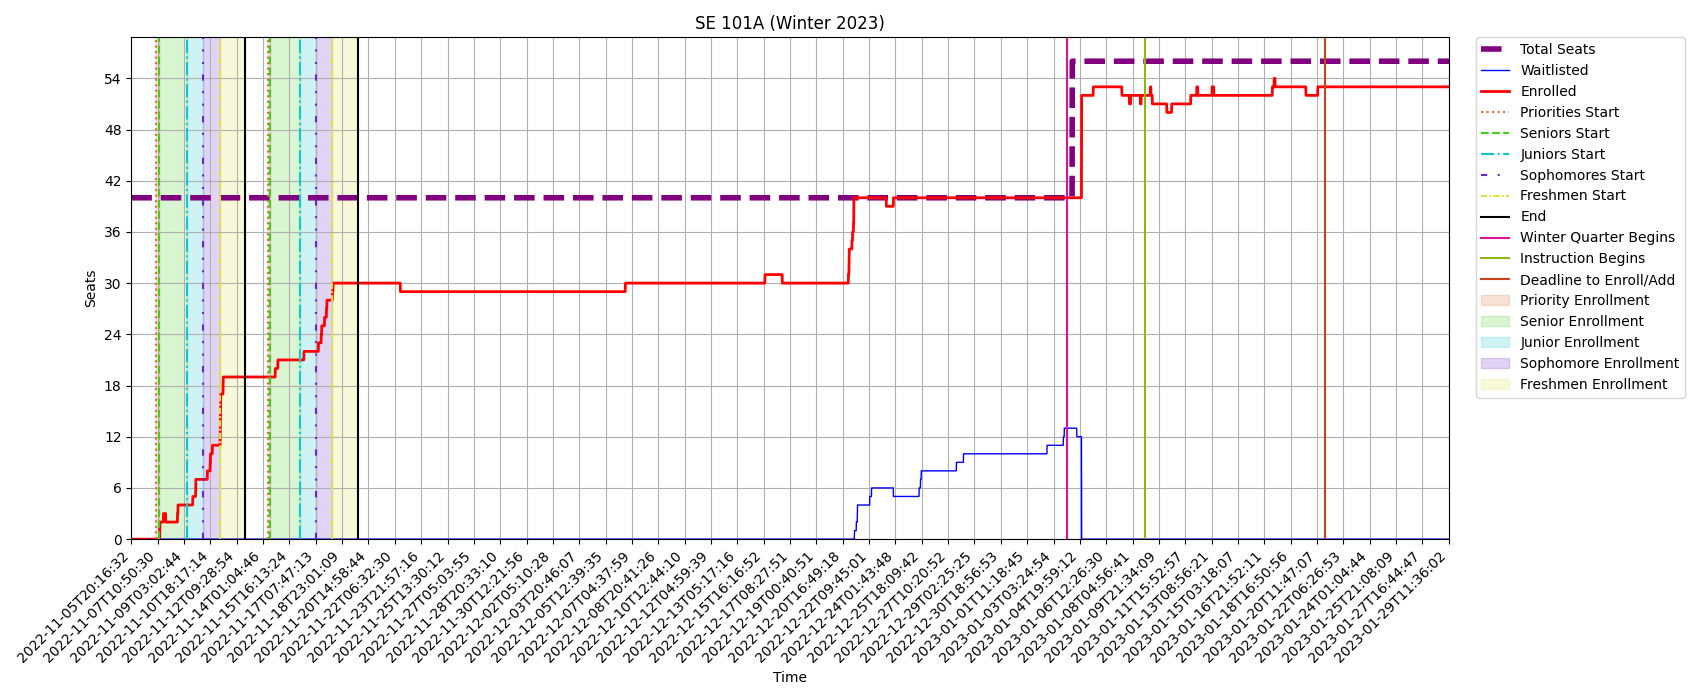 SE 101A (Winter 2023)
Seats
54
48
42
36
30
24
18
12
6
0
2022-11-05T20:16:32
2022-11-07T10:50:30
2022-11-09T03:02:44
2022-11-10T18:17:14
2022-11-12T09:28:54
2022-11-14T01:04:46
2022-11-15T16:13:24
2022-11-17T07:47:13
2022-11-18T23:01:09
2022-11-20T14:58:44
2022-11-22T06:32:30
2022-11-23T21:57:16
2022-11-25T13:30:12
2022-11-27T05:03:55
2022-11-28T20:33:10
2022-11-30T12:21:56
2022-12-02T05:10:28
2022-12-03T20:46:07
2022-12-05T12:39:35
2022-12-07T04:37:59
2022-12-08T20:41:26
2022-12-10T12:44:10
2022-12-12T04:59:39
2022-12-13T05:17:16
2022-12-15T16:16:52
2022-12-17T08:27:51
2022-12-19T00:40:51
2022-12-20T16:49:18
2022-12-22T09:45:01
2022-12-24T01:43:48
2022-12-25T18:09:42
2022-12-27T10:20:52
2022-12-29T02:25:25
2022-12-30T18:56:53
2023-01-01T11:18:45
2023-01-03T03:24:54
2023-01-04T19:59:12
2023-01-06T12:26:30
2023-01-08T04:56:41
2023-01-09T21:34:09
2023-01-11T15:52:57
2023-01-13T08:56:21
2023-01-15T03:18:07
2023-01-16T21:52:11
2023-01-18T16:50:56
2023-01-20T11:47:07
2023-01-22T06:26:53
2023-01-24T01:04:44
2023-01-25T21:08:09
2023-01-27T16:44:47
2023-01-29T11:36:02
Time
Total Seats
Waitlisted
Enrolled
Priorities Start
Seniors Start
Juniors Start
Sophomores Start
Freshmen Start
End
Winter Quarter Begins
Instruction Begins
Deadline to Enroll/Add
Priority Enrollment
Senior Enrollment
Junior Enrollment
Sophomore Enrollment
Freshmen Enrollment